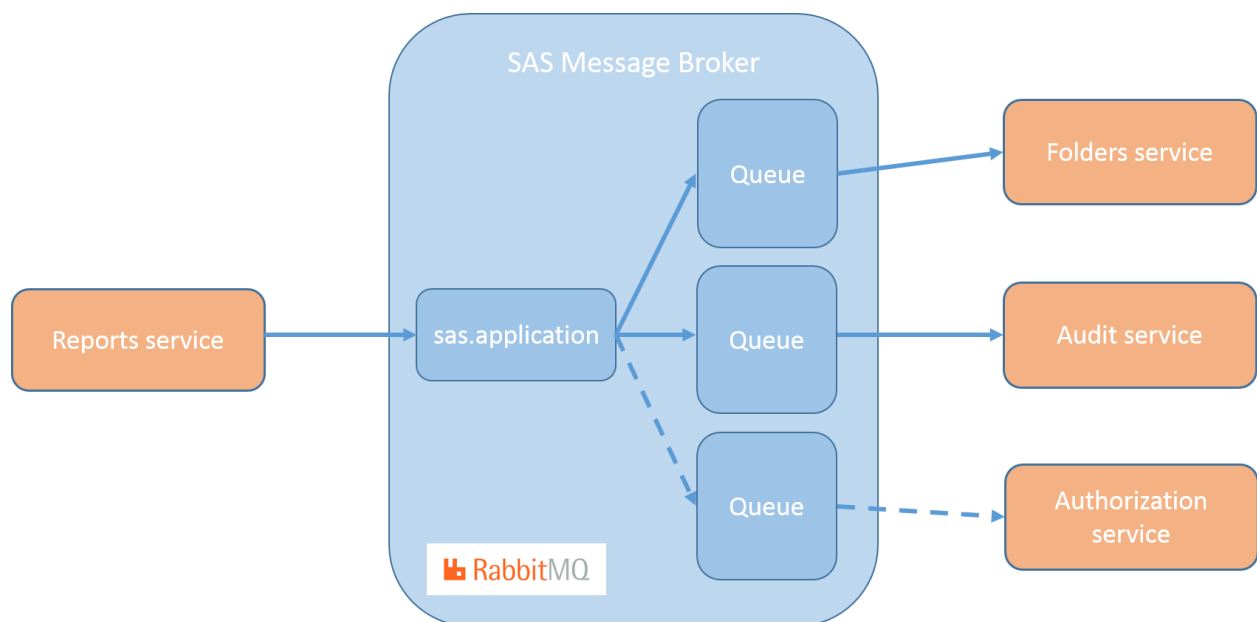 SAS Message Broker
Queue
Folders service
Reports service
sas.application
Queue
Audit service
Queue
Authorization
service
RabbitMQ